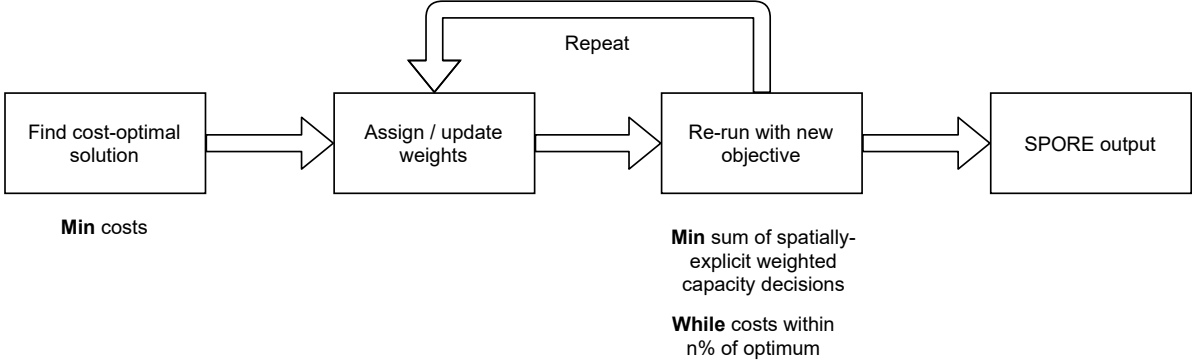 Repeat
Find cost-optimal
solution
Assign / update
weights
Re-run with new
objective
SPORE output
Min costs
Min sum of spatially-
explicit weighted
capacity decisions
While costs within
n% of optimum